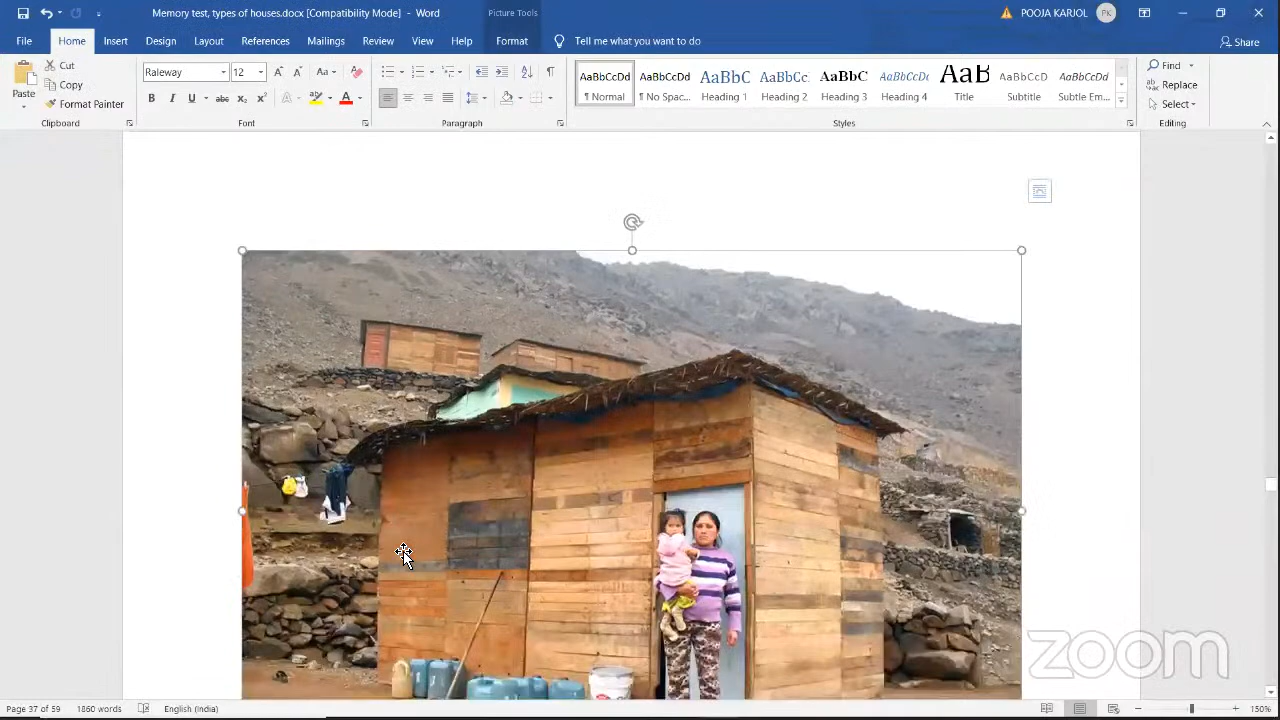 Memory test, types of houses.docx [Compatibility Mode] - Word
Picture Tools
POOJA KARJOL
PK
File Home Insert Design Layout References Mailings Review View Help Format Tell me what you want to do
Share
Paste
Cut
Copy
Format Painter
Clipboard
Raleway 12
Font
Paragraph
AaBbCcDd ¶ Normal
AaBbCcDd ¶ No Spac...
AaBbC Heading 1
AaBbCc Heading 2
AaBbC Heading 3
AaBbCcDc Heading 4
AaB Title
AaBbCcD Subtitle
AaBbCcDd Subtle Em...
Styles
Find
Replace
Select
Editing
zoom
Page 37 of 59 1860 words English (India) 150%